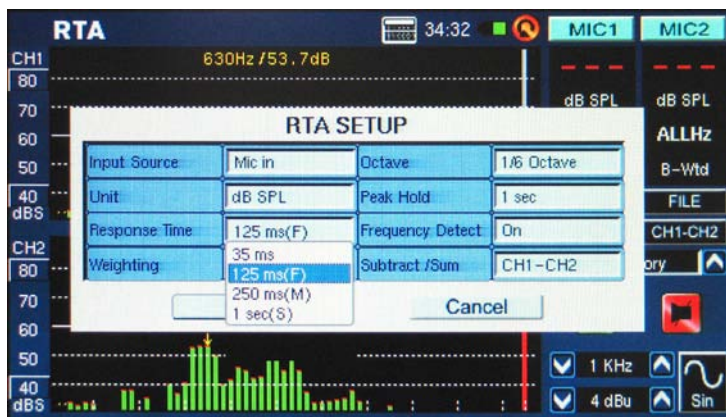 RTA
34:32
MIC1
MIC2
CH1
630Hz/53.7dB
80
70
60
50
40
dBS
dB SPL
dB SPL
ALLHz
B-Wtd
FILE
CH1-CH2
ory
RTA SETUP
Input Source
Mic in
Octave
1/6 Octave
Unit
dB SPL
Peak Hold
1 sec
Response Time
125 ms(F)
Frequency Detect
On
Weighting
35 ms
125 ms(F)
250 ms(M)
1 sec(S)
Subtract /Sum
CH1-CH2
Cancel
CH2
80
70
60
50
40
dBS
1 KHz
4 dBu
Sin